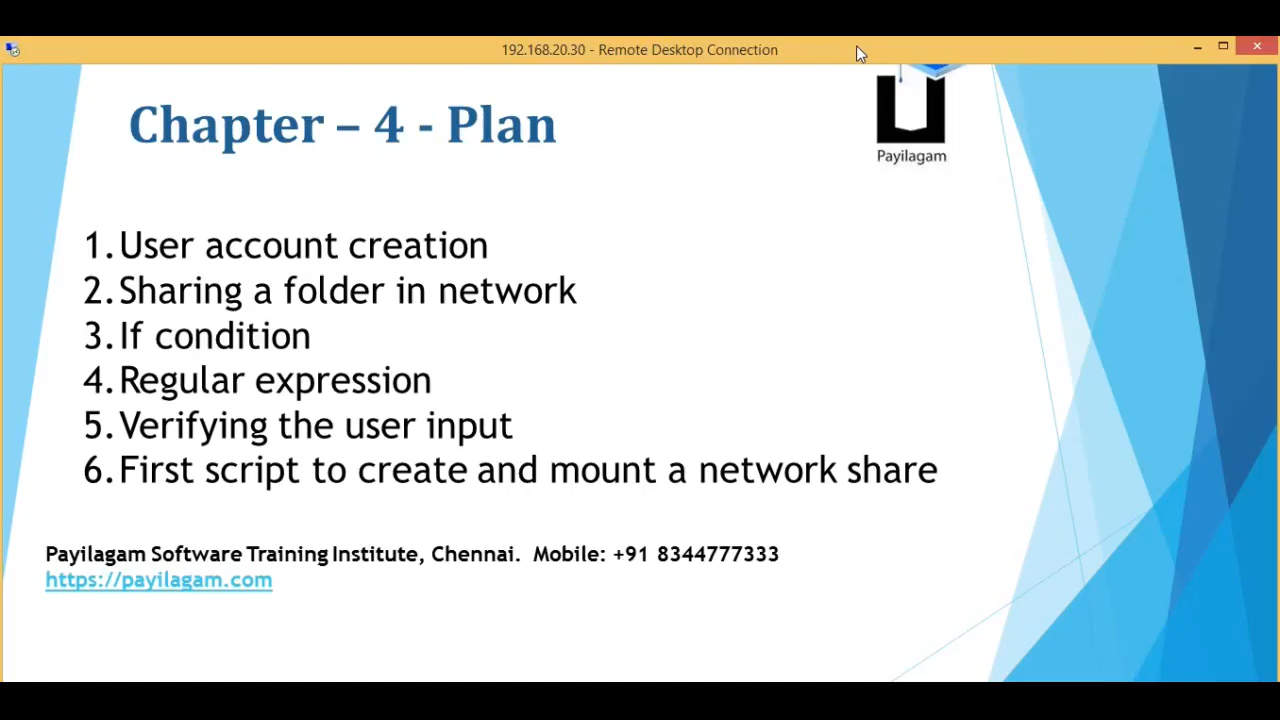 192.168.20.30 - Remote Desktop Connection
Chapter – 4 - Plan
Payilagam
1. User account creation
2. Sharing a folder in network
3. If condition
4. Regular expression
5. Verifying the user input
6. First script to create and mount a network share
Payilagam Software Training Institute, Chennai. Mobile: +91 8344777333
https://payilagam.com